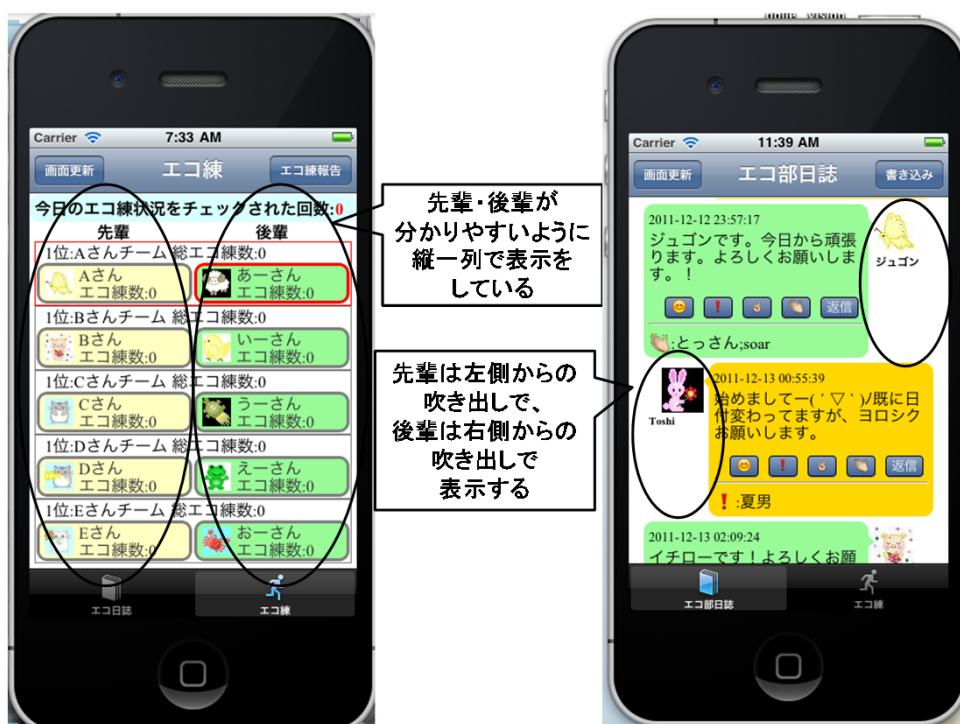 Carrier 7:33 AM
画面更新 エコ練 エコ練報告
今日のエコ練状況をチェックされた回数:0
先輩 後輩
1位:Aさんチーム 総エコ練数:0
Aさん
エコ練数:0
あーさん
エコ練数:0
1位:Bさんチーム 総エコ練数:0
Bさん
エコ練数:0
いーさん
エコ練数:0
1位:Cさんチーム 総エコ練数:0
Cさん
エコ練数:0
うーさん
エコ練数:0
1位:Dさんチーム 総エコ練数:0
Dさん
エコ練数:0
えーさん
エコ練数:0
1位:Eさんチーム 総エコ練数:0
Eさん
エコ練数:0
おーさん
エコ練数:0
エコ日誌 エコ練
先輩・後輩が
分かりやすいように
縦一列で表示を
している
先輩は左側からの
吹き出しで、
後輩は右側からの
吹き出しで
表示する
Carrier 11:39 AM
画面更新 エコ部日誌 書き込み
2011-12-12 23:57:17
ジュゴンです。今日から頑張
ります。よろしくお願いしま
す。!
ジュゴン
返信
:とっさん;soar
2011-12-13 00:55:39
始めましてー(´▽`)ノ既に日
付変わってますが、ヨロシク
お願いします。
Toshi
返信
:夏男
2011-12-13 02:09:24
イチローです!よろしくお願
エコ部日誌 エコ練